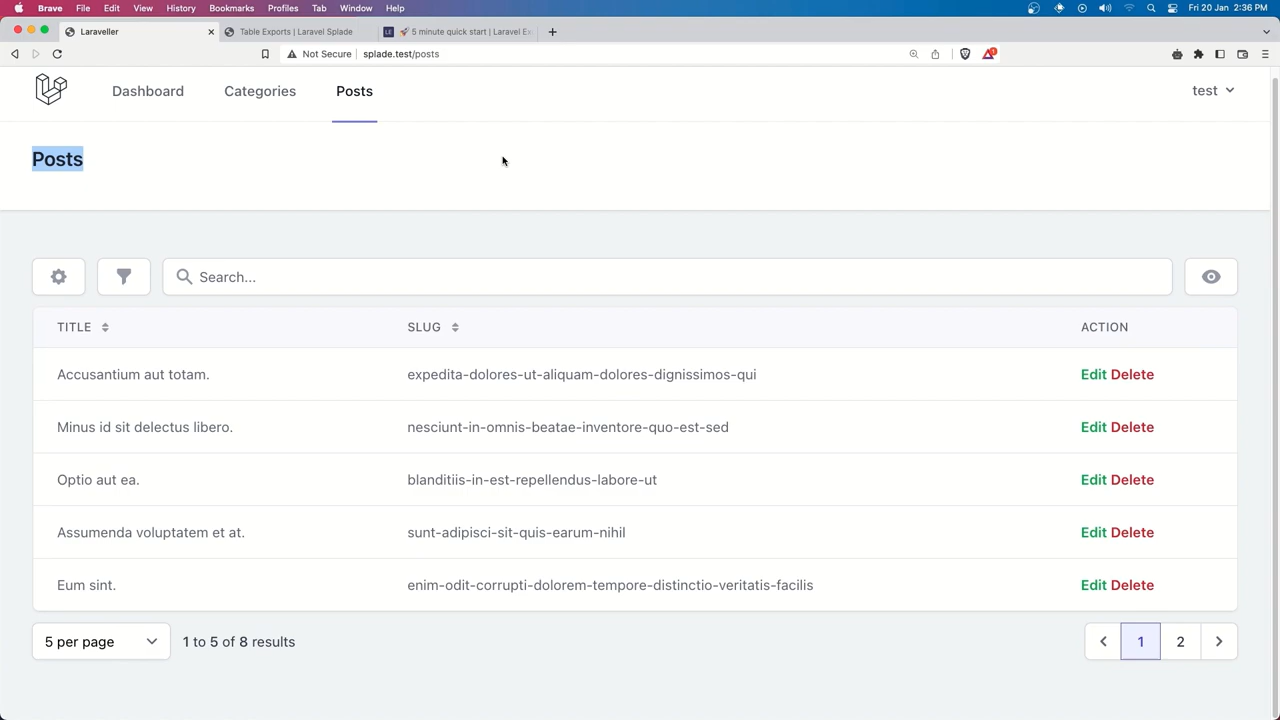 Brave File Edit View History Bookmarks Profiles Tab Window Help Fri 20 Jan 2:36 PM
Laraveller Table Exports | Laravel Splade LE 🚀 5 minute quick start | Laravel Ex
Not Secure splade.test/posts
Dashboard Categories Posts test
Posts
Search...
TITLE SLUG ACTION
Accusantium aut totam. expedita-dolores-ut-aliquam-dolores-dignissimos-qui Edit Delete
Minus id sit delectus libero. nesciunt-in-omnis-beatae-inventore-quo-est-sed Edit Delete
Optio aut ea. blanditiis-in-est-repellendus-labore-ut Edit Delete
Assumenda voluptatem et at. sunt-adipisci-sit-quis-earum-nihil Edit Delete
Eum sint. enim-odit-corrupti-dolorem-tempore-distinctio-veritatis-facilis Edit Delete
5 per page 1 to 5 of 8 results 1 2